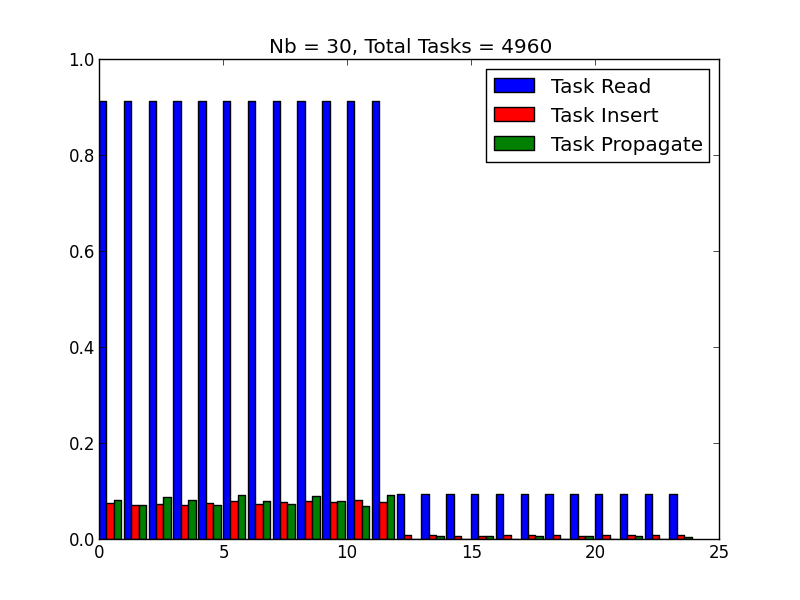 Nb = 30, Total Tasks = 4960
1.0
Task Read
Task Insert
Task Propagate
0.8
0.6
0.4
0.2
0.0
0 5 10 15 20 25